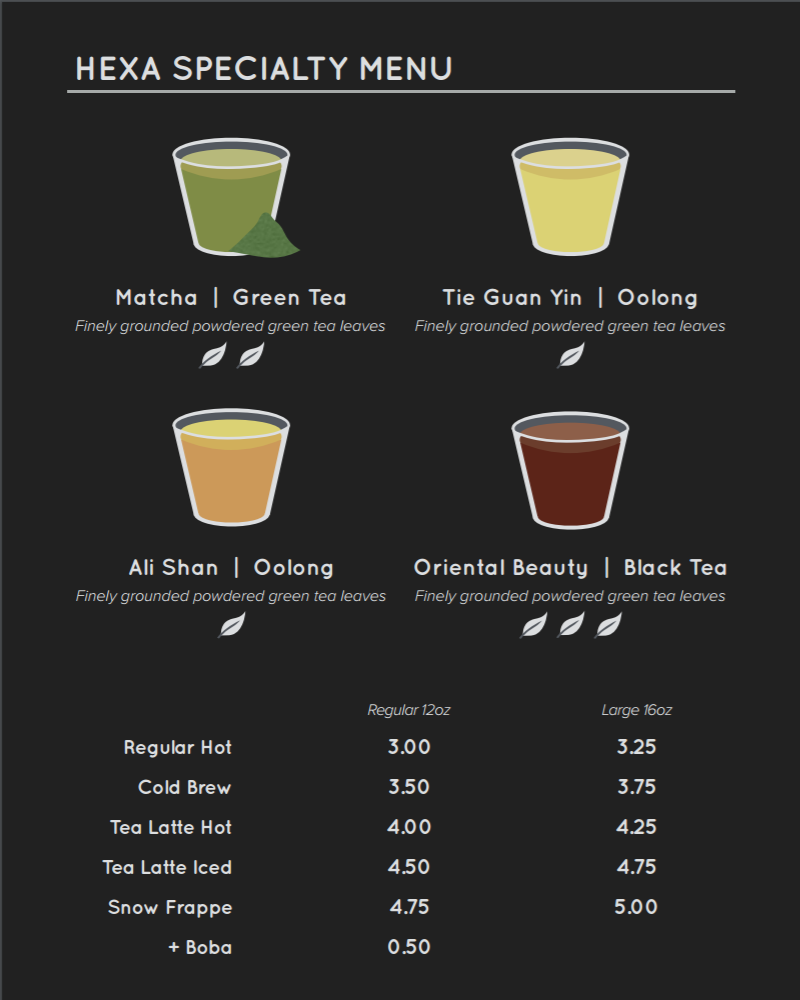 HEXA SPECIALTY MENU
Matcha | Green Tea
Finely grounded powdered green tea leaves
Tie Guan Yin | Oolong
Finely grounded powdered green tea leaves
Ali Shan | Oolong
Finely grounded powdered green tea leaves
Oriental Beauty | Black Tea
Finely grounded powdered green tea leaves
Regular 12oz Large 16oz
Regular Hot 3.00 3.25
Cold Brew 3.50 3.75
Tea Latte Hot 4.00 4.25
Tea Latte Iced 4.50 4.75
Snow Frappe 4.75 5.00
+ Boba 0.50